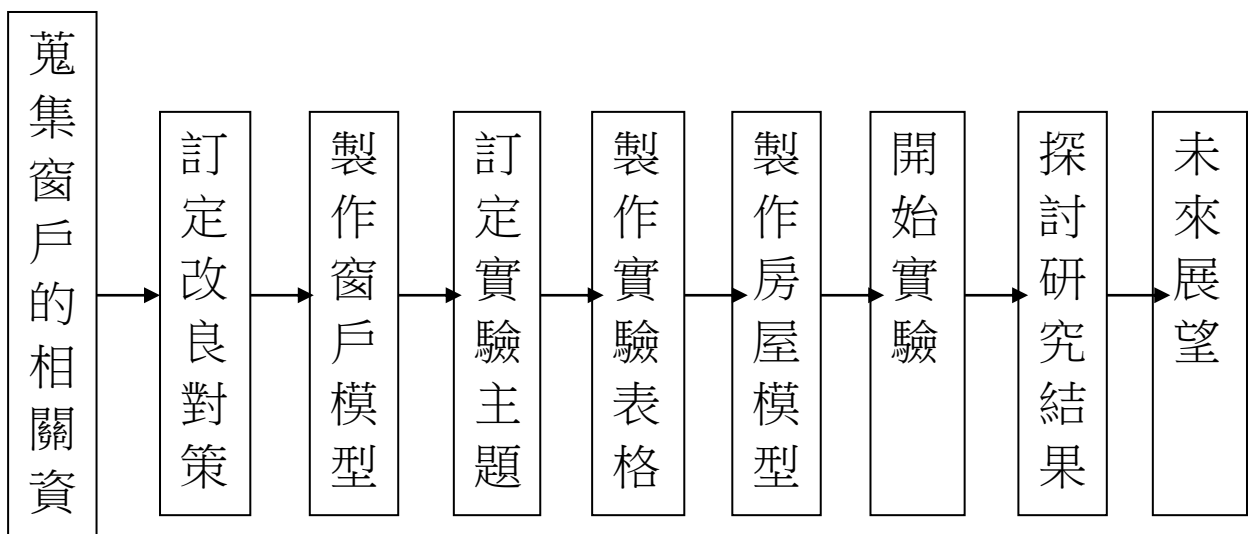 蒐集窗戶的相關資
訂定改良對策
製作窗戶模型
訂定實驗主題
製作實驗表格
製作房屋模型
開始實驗
探討研究結果
未來展望